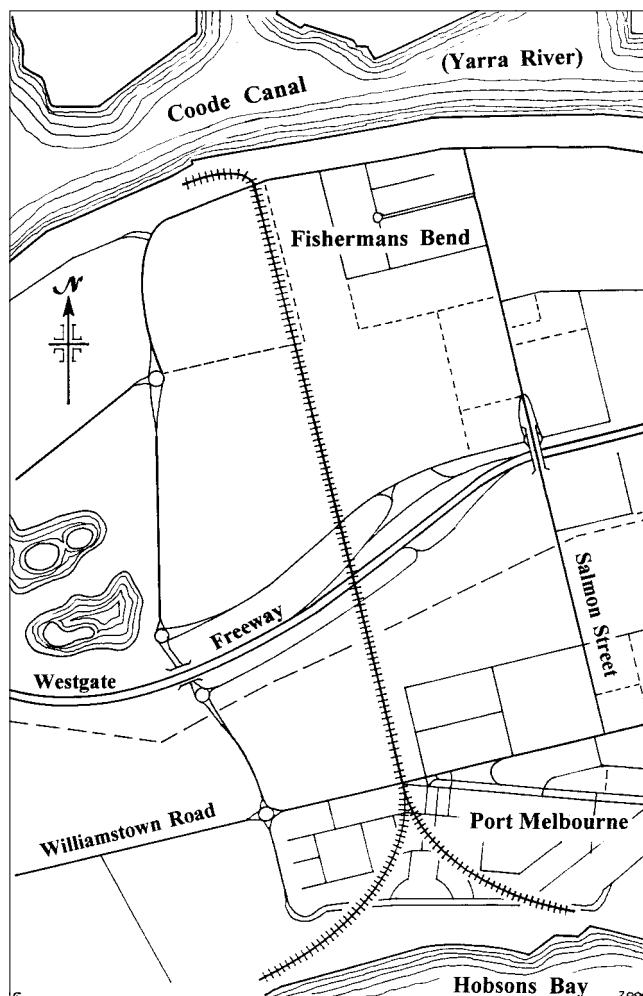 (Yarra River)
Coode Canal
Fishermans Bend
N
Salmon Street
Freeway
Westgate
Williamstown Road
Port Melbourne
Hobsons Bay